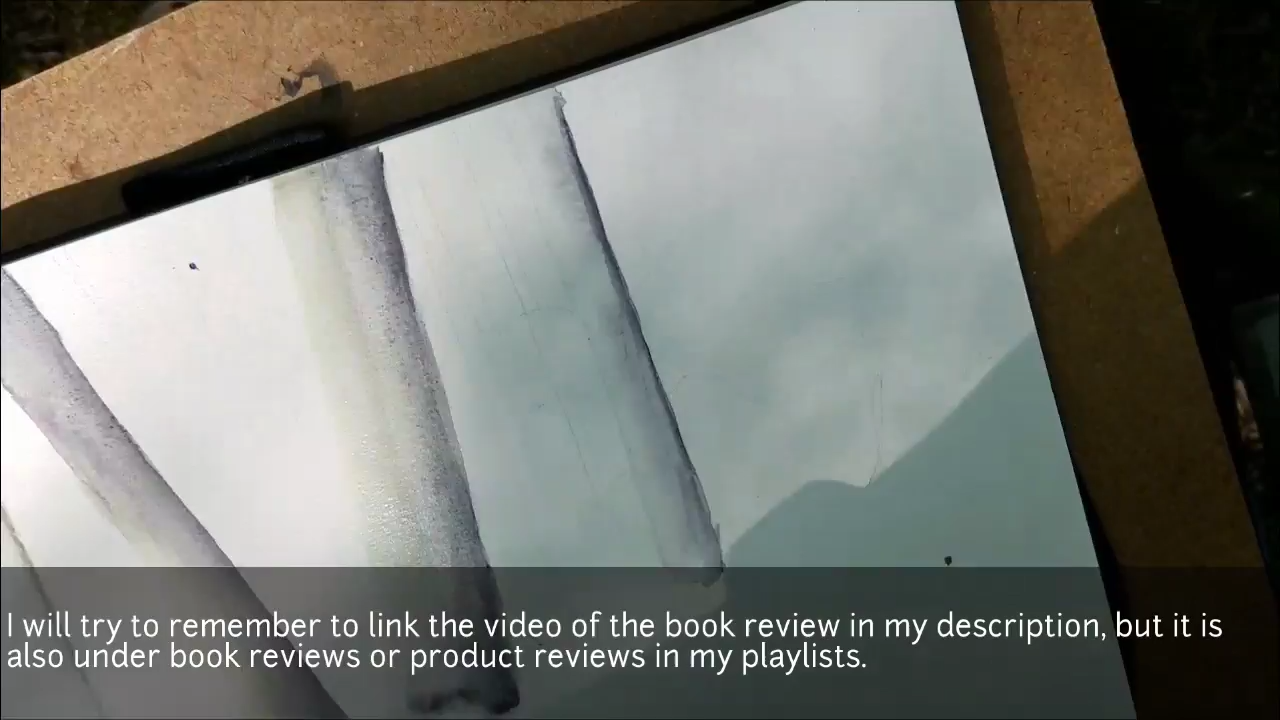 I will try to remember to link the video of the book review in my description, but it is
also under book reviews or product reviews in my playlists.